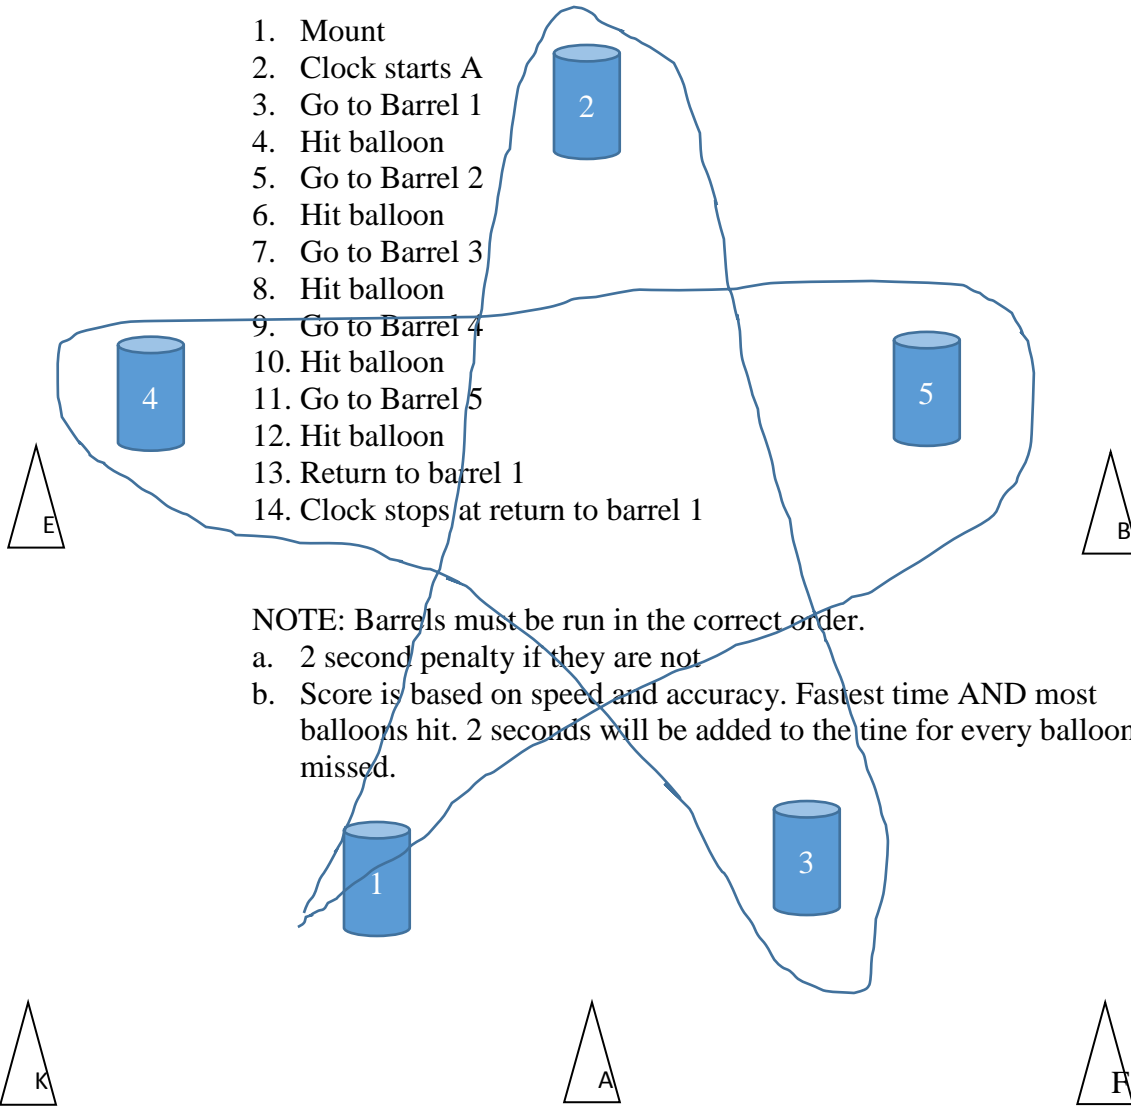 1. Mount
2. Clock starts A
3. Go to Barrel 1
4. Hit balloon
5. Go to Barrel 2
6. Hit balloon
7. Go to Barrel 3
8. Hit balloon
9. Go to Barrel 4
10. Hit balloon
11. Go to Barrel 5
12. Hit balloon
13. Return to barrel 1
14. Clock stops at return to barrel 1
2
4
5
E
B
NOTE: Barrels must be run in the correct order.
a. 2 second penalty if they are not
b. Score is based on speed and accuracy. Fastest time AND most
balloons hit. 2 seconds will be added to the tine for every balloon
missed.
1
3
K
A
F